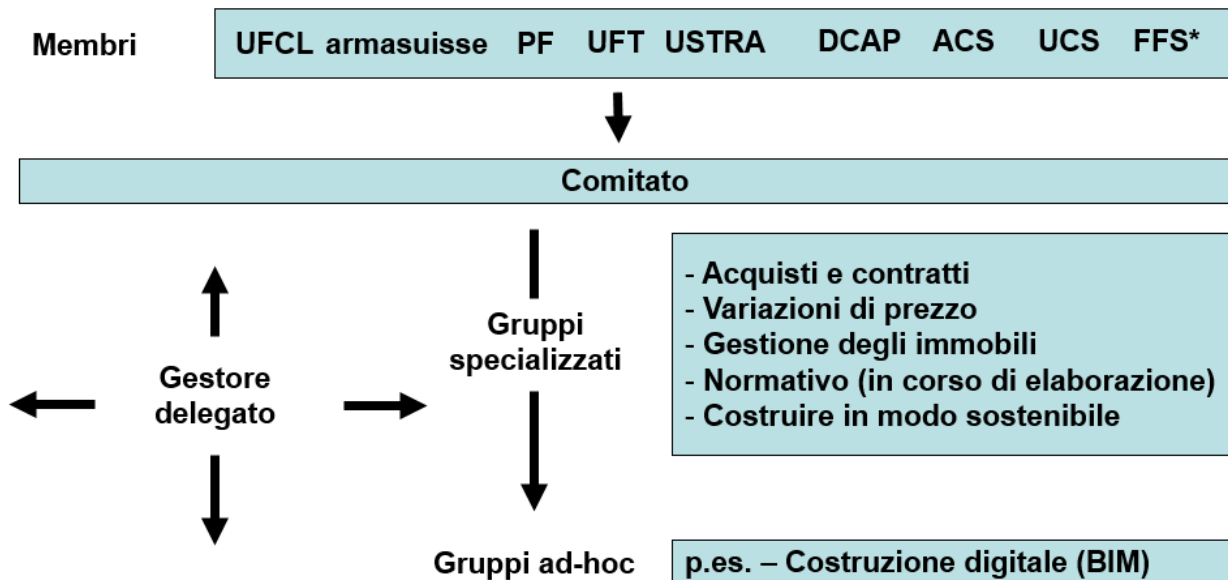 Membri
UFCL armasuisse PF UFT USTRA DCAP ACS UCS FFS*
Comitato
Gruppi
specializzati
- Acquisti e contratti
- Variazioni di prezzo
- Gestione degli immobili
- Normativo (in corso di elaborazione)
- Costruire in modo sostenibile
Gestore
delegato
Gruppi ad-hoc
p.es. – Costruzione digitale (BIM)